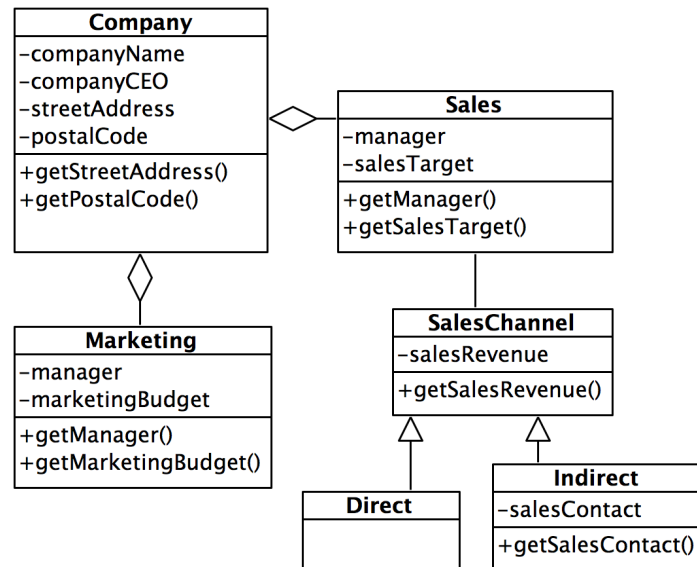 Company
-companyName
-companyCEO
-streetAddress
-postalCode
+getStreetAddress()
+getPostalCode()
Sales
-manager
-salesTarget
+getManager()
+getSalesTarget()
Marketing
-manager
-marketingBudget
+getManager()
+getMarketingBudget()
SalesChannel
-salesRevenue
+getSalesRevenue()
Direct
Indirect
-salesContact
+getSalesContact()